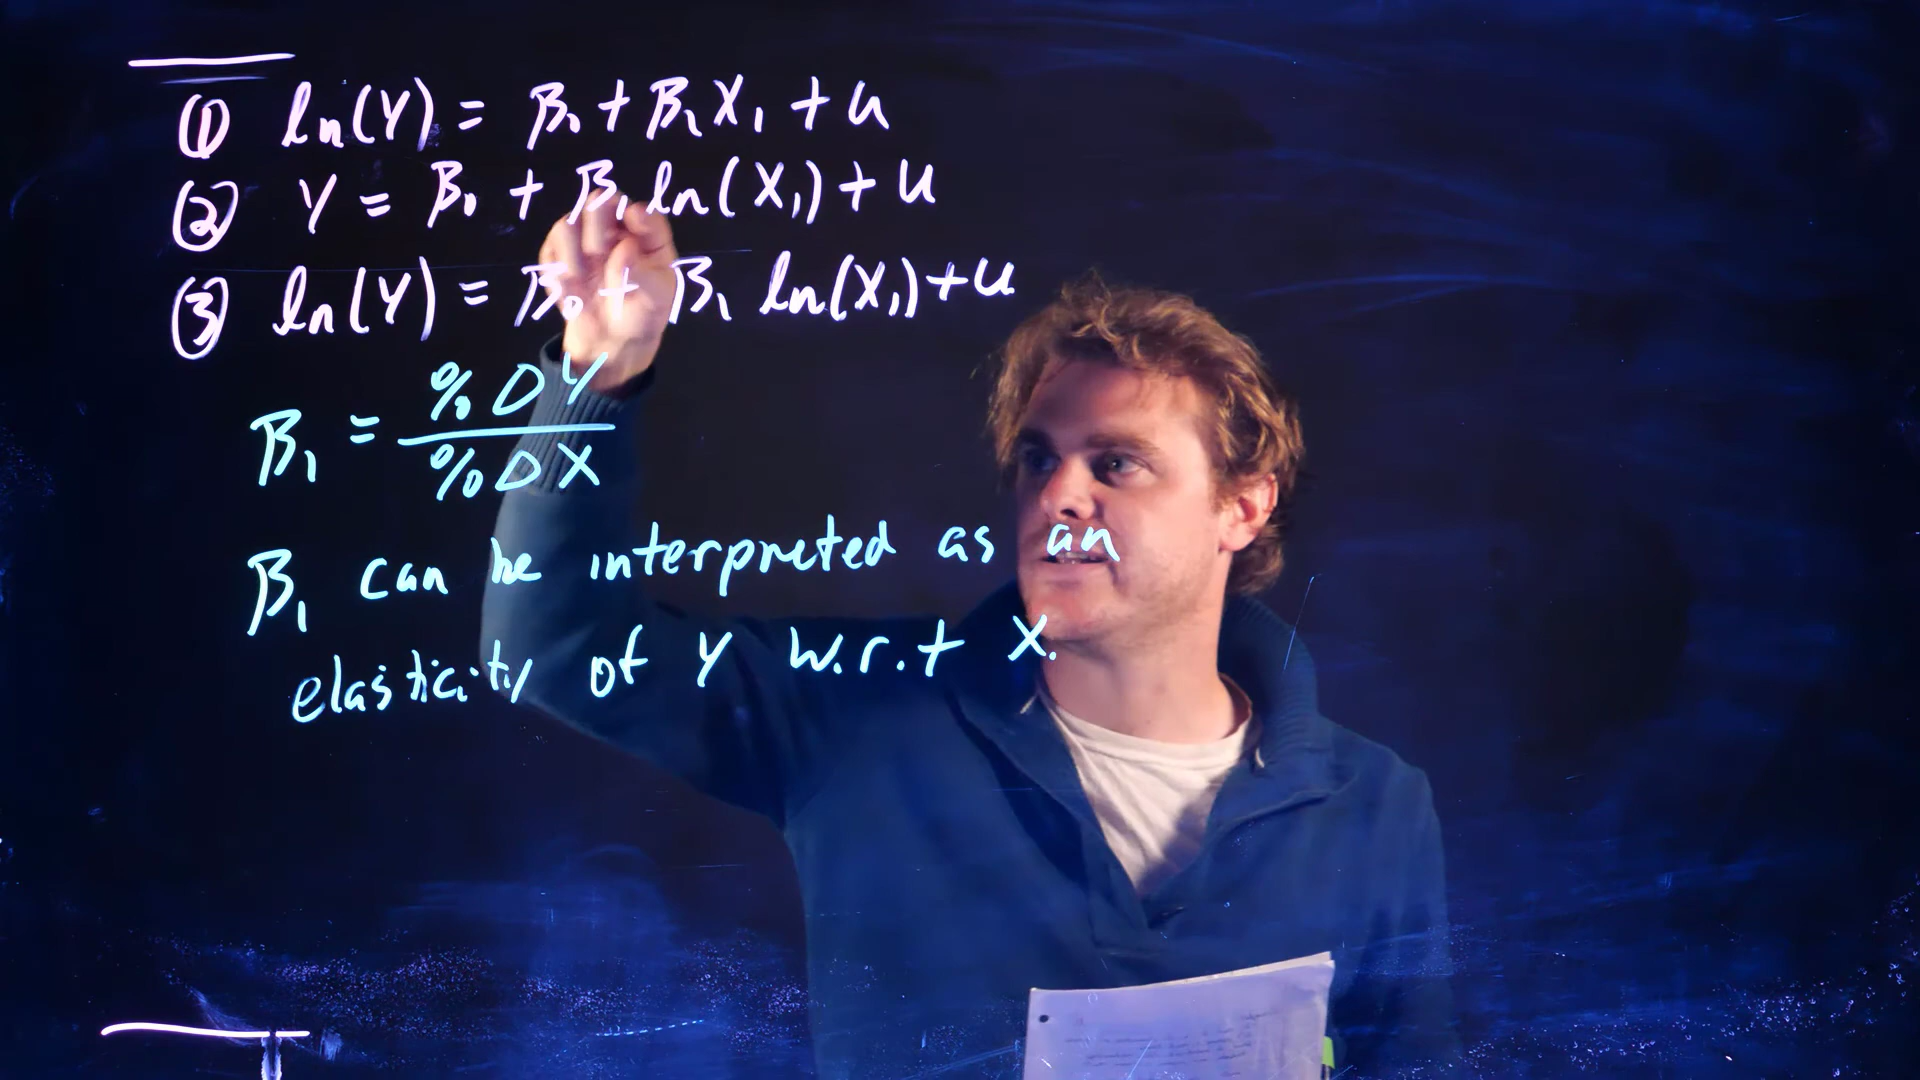 ① ln(Y) = β₀ + β₁X₁ + u
② Y = β₀ + β₁ ln(X₁) + u
③ ln(Y) = β₀ + β₁ ln(X₁) + u
β₁ = %ΔY / %ΔX
β₁ can be interpreted as an
elasticity of Y w.r.t X.